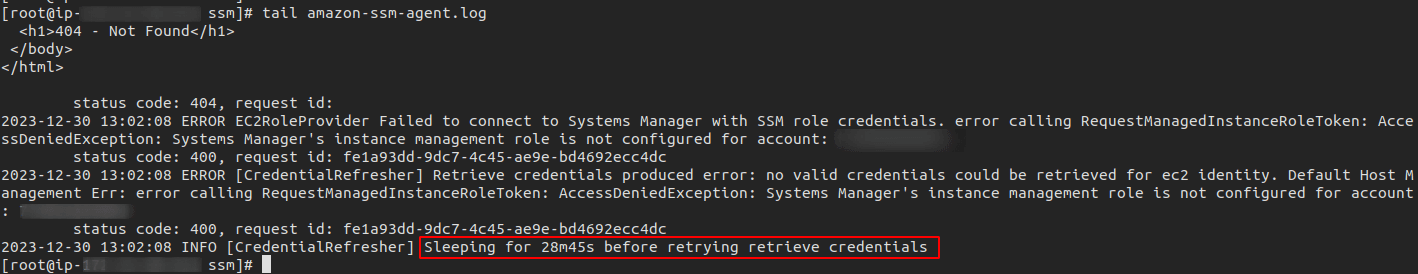 [root@ip- ssm]# tail amazon-ssm-agent.log
<h1>404 - Not Found</h1>
</body>
</html>
status code: 404, request id:
2023-12-30 13:02:08 ERROR EC2RoleProvider Failed to connect to Systems Manager with SSM role credentials. error calling RequestManagedInstanceRoleToken: Acce
ssDeniedException: Systems Manager's instance management role is not configured for account:
status code: 400, request id: fe1a93dd-9dc7-4c45-ae9e-bd4692ecc4dc
2023-12-30 13:02:08 ERROR [CredentialRefresher] Retrieve credentials produced error: no valid credentials could be retrieved for ec2 identity. Default Host M
anagement Err: error calling RequestManagedInstanceRoleToken: AccessDeniedException: Systems Manager's instance management role is not configured for account
:
status code: 400, request id: fe1a93dd-9dc7-4c45-ae9e-bd4692ecc4dc
2023-12-30 13:02:08 INFO [CredentialRefresher] Sleeping for 28m45s before retrying retrieve credentials
[root@ip- ssm]#